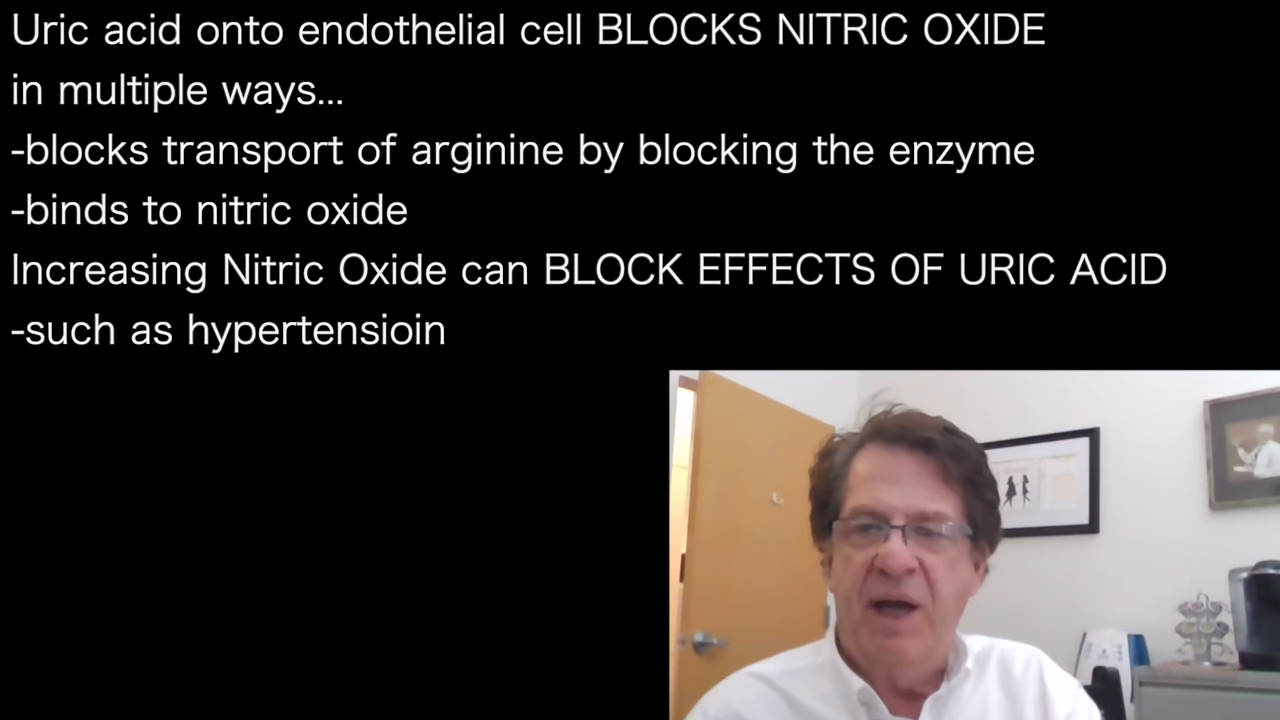 Uric acid onto endothelial cell BLOCKS NITRIC OXIDE
in multiple ways...
-blocks transport of arginine by blocking the enzyme
-binds to nitric oxide
Increasing Nitric Oxide can BLOCK EFFECTS OF URIC ACID
-such as hypertensioin